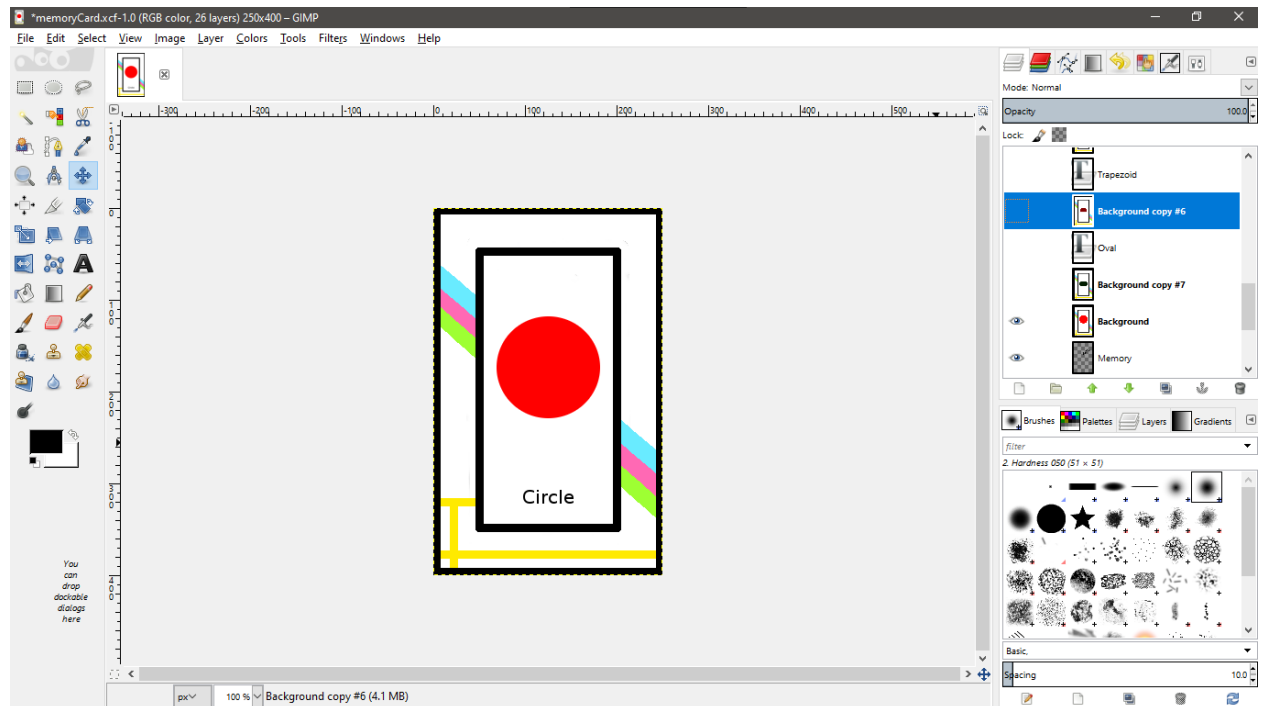 *memoryCard.xcf-1.0 (RGB color, 26 layers) 250x400 – GIMP
File Edit Select View Image Layer Colors Tools Filters Windows Help
Mode: Normal
Opacity 100.0
Lock:
-300 -200 -100 0 100 200 300 400 500
Trapezoid
Background copy #6
Oval
Background copy #7
Background
Memory
Circle
Brushes Palettes Layers Gradients
filter
2. Hardness 050 (51 × 51)
You
can
drop
dockable
dialogs
here
Basic,
Spacing 10.0
px 100 % Background copy #6 (4.1 MB)